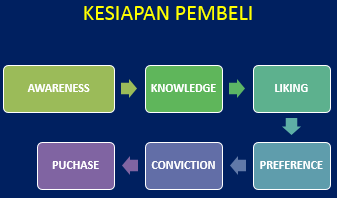 KESIAPAN PEMBELI
AWARENESS
KNOWLEDGE
LIKING
PREFERENCE
CONVICTION
PUCHASE